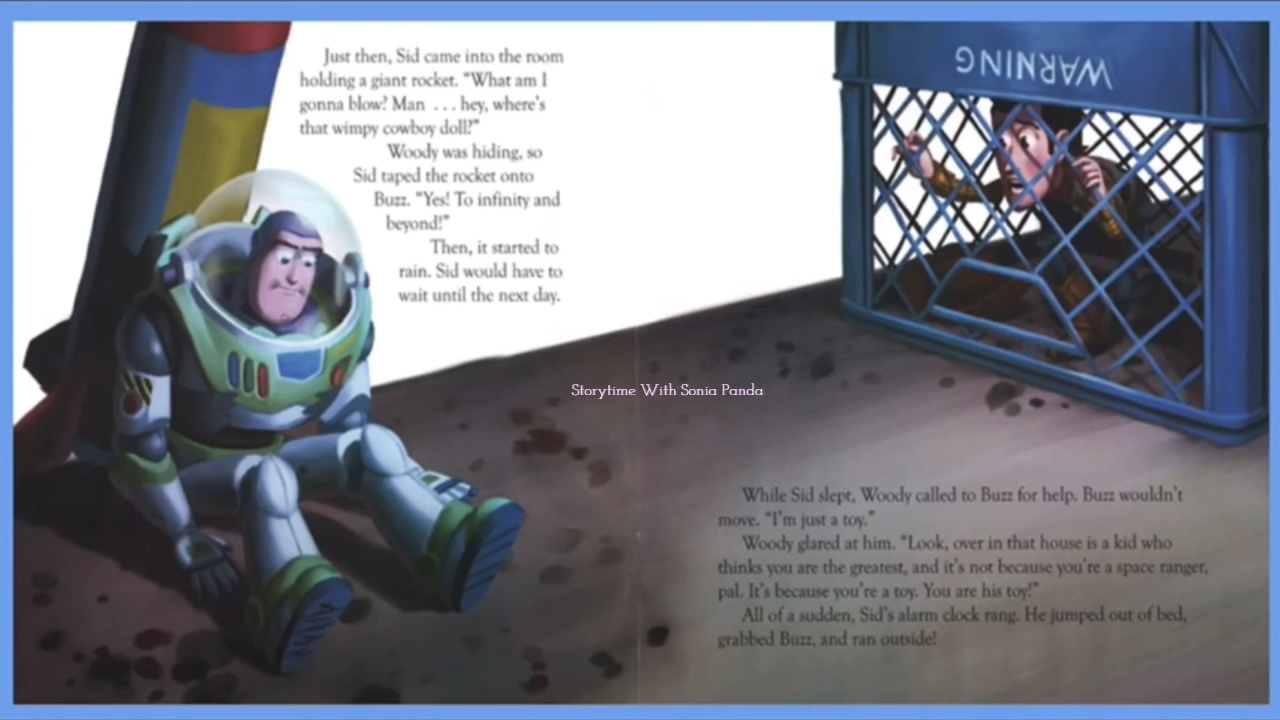 Just then, Sid came into the room
holding a giant rocket. “What am I
gonna blow? Man . . . hey, where’s
that wimpy cowboy doll?”
Woody was hiding, so
Sid taped the rocket onto
Buzz. “Yes! To infinity and
beyond!”
Then, it started to
rain. Sid would have to
wait until the next day.
WARNING
Storytime With Sonia Panda
While Sid slept, Woody called to Buzz for help. Buzz wouldn’t
move. “I’m just a toy.”
Woody glared at him. “Look, over in that house is a kid who
thinks you are the greatest, and it’s not because you’re a space ranger,
pal. It’s because you’re a toy. You are his toy!”
All of a sudden, Sid’s alarm clock rang. He jumped out of bed,
grabbed Buzz, and ran outside!